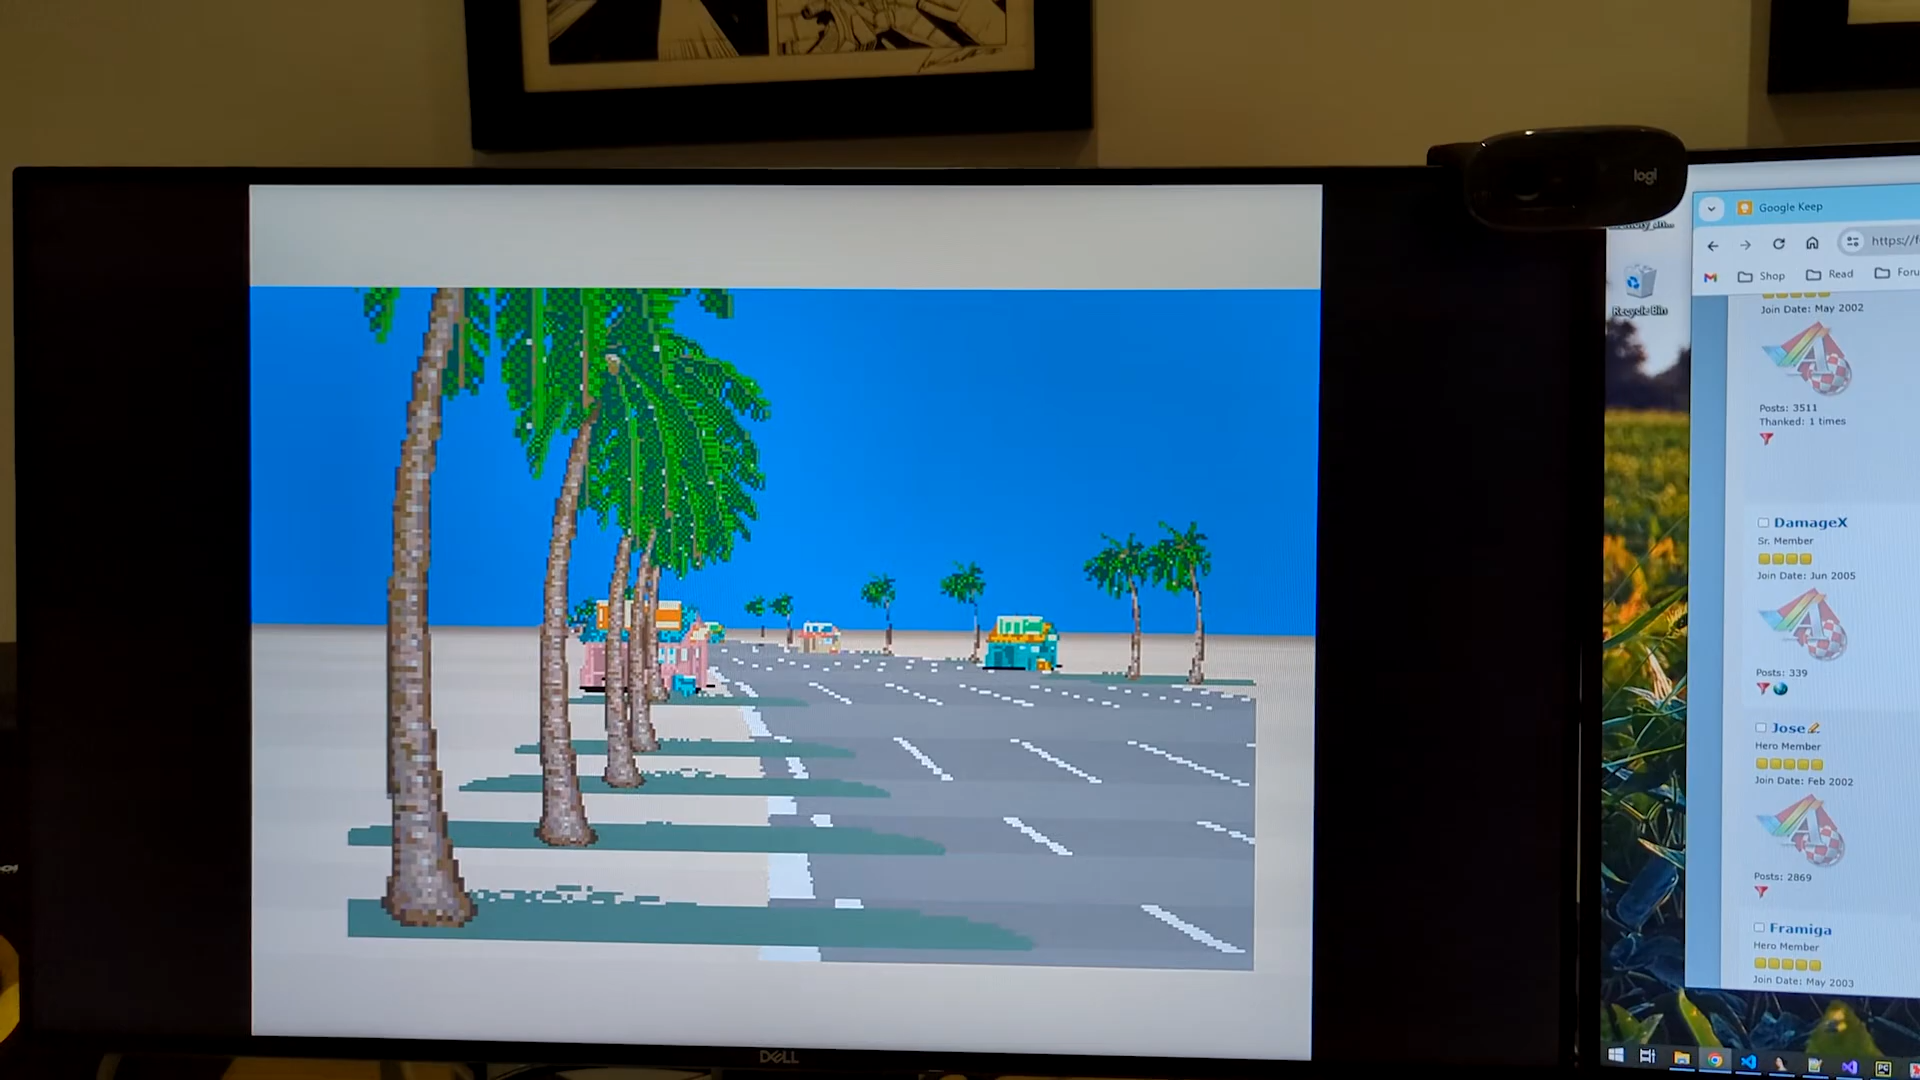 logi
Google Keep
https://f
Shop
Read
Foru
Recycle Bin
Join Date: May 2002
Posts: 3511
Thanked: 1 times
DamageX
Sr. Member
Join Date: Jun 2005
Posts: 339
Jose
Hero Member
Join Date: Feb 2002
Posts: 2869
Framiga
Hero Member
Join Date: May 2003
DELL